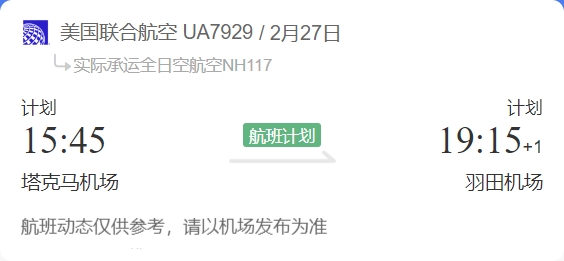 美国联合航空 UA7929 / 2月27日
实际承运全日空航空NH117
计划 计划
15:45 航班计划 19:15+1
塔克马机场 羽田机场
航班动态仅供参考，请以机场发布为准